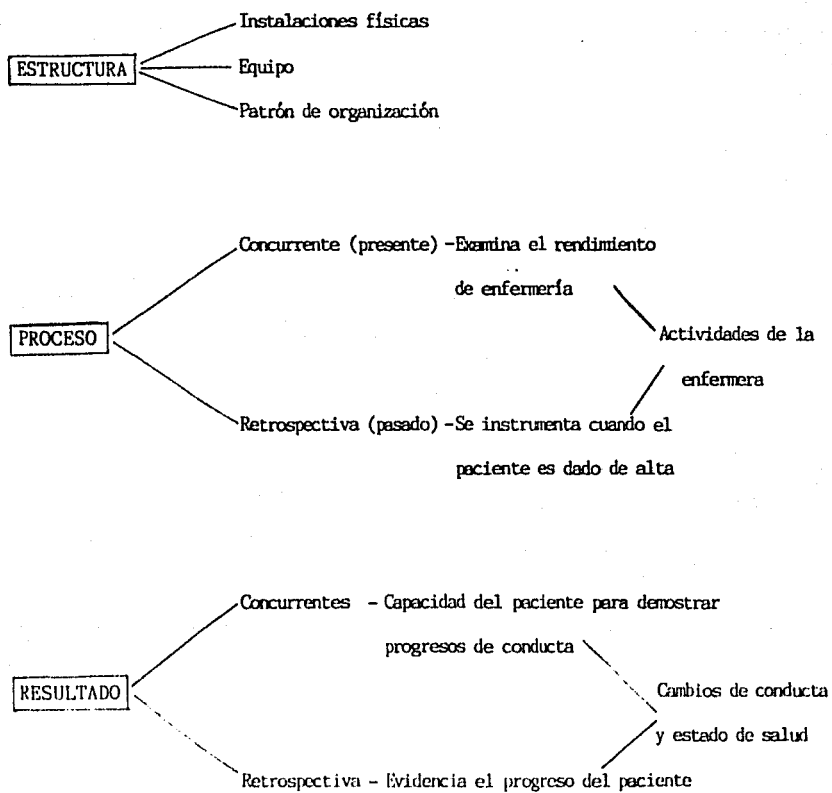 Instalaciones físicas
ESTRUCTURA
Equipo
Patrón de organización
Concurrente (presente) -Examina el rendimiento
de enfermería
PROCESO
Actividades de la
enfermera
Retrospectiva (pasado) -Se instrumenta cuando el
paciente es dado de alta
Concurrentes - Capacidad del paciente para demostrar
progresos de conducta
RESULTADO
Cambios de conducta
y estado de salud
Retrospectiva - Evidencia el progreso del paciente